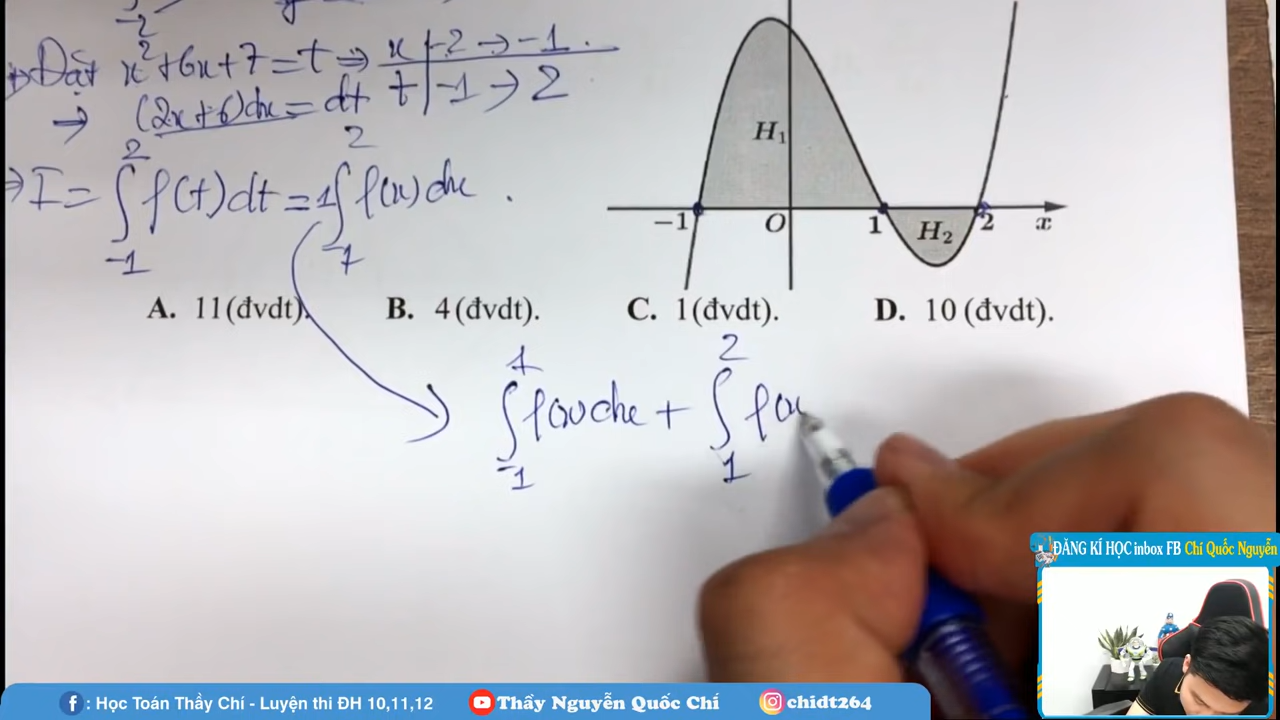 -2
Đặt x²+6x+7=t ⇒ x | -2 → -1.
t | -1 → 2
→ (2x+6)dx = dt
⇒ I = ∫₋₁² f(t)dt = ∫₋₁² f(x)dx.
H₁
−1 O 1 H₂ 2 x
A. 11(đvdt). B. 4(đvdt). C. 1(đvdt). D. 10 (đvdt).
∫₋₁¹ f(x)dx + ∫₁² f(x
ĐĂNG KÍ HỌC inbox FB Chí Quốc Nguyễn
: Học Toán Thầy Chí - Luyện thi ĐH 10,11,12 Thầy Nguyễn Quốc Chí chidt264